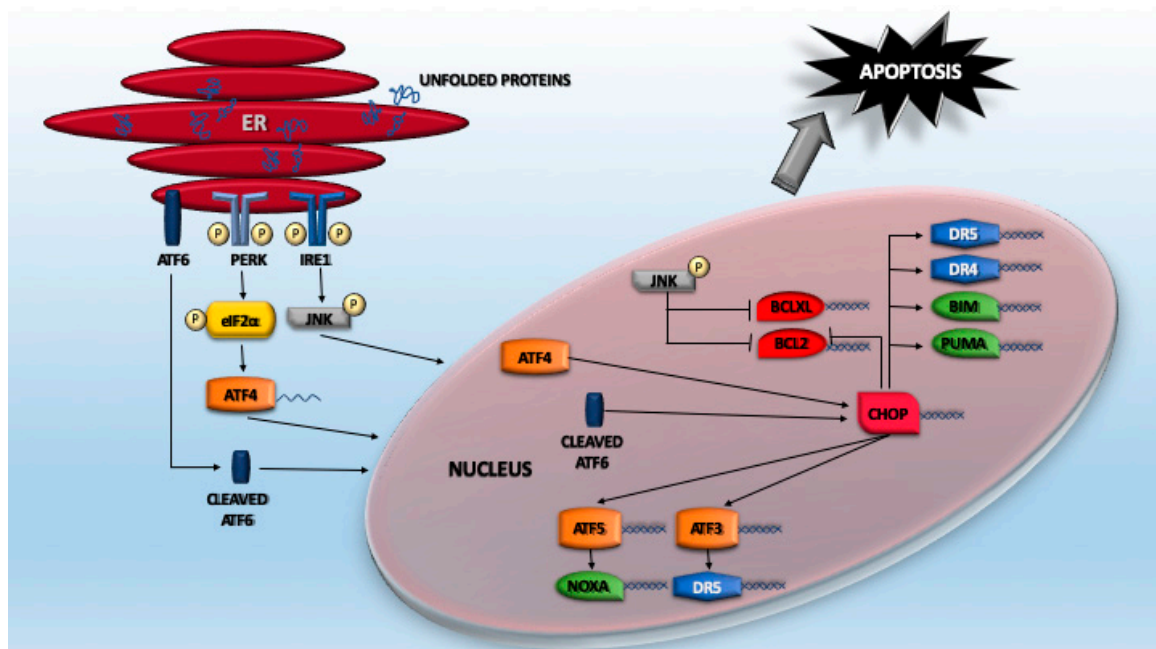 APOPTOSIS
UNFOLDED PROTEINS
ER
P P P P
ATF6 PERK IRE1
P eIF2α
JNK P
ATF4
CLEAVED
ATF6
NUCLEUS
JNK P
BCLXL
BCL2
DR5
DR4
BIM
PUMA
ATF4
CHOP
CLEAVED
ATF6
ATF5 ATF3
NOXA DR5